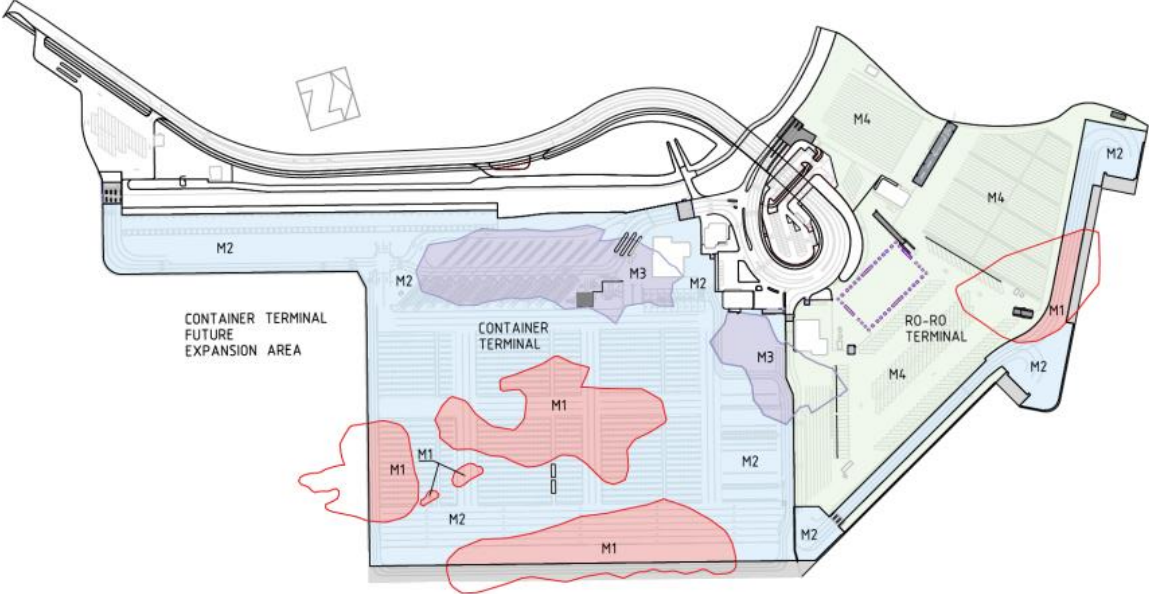 M4
M2
M4
M2
M3
M2
M2
M1
CONTAINER TERMINAL
FUTURE
EXPANSION AREA
CONTAINER
TERMINAL
RO-RO
TERMINAL
M3
M2
M4
M1
M1
M1
M2
M2
M2
M1